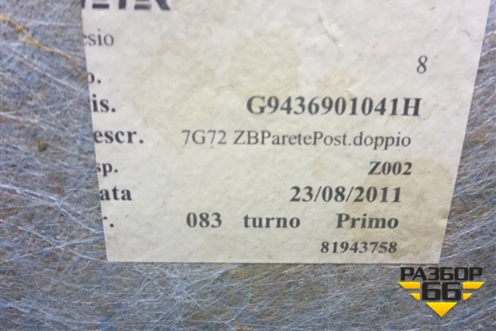 esio
8
o.
is. G9436901041H
escr. 7G72 ZBParetePost.doppio
sp. Z002
ata 23/08/2011
r. 083 turno Primo
81943758
РАЗБОР
66